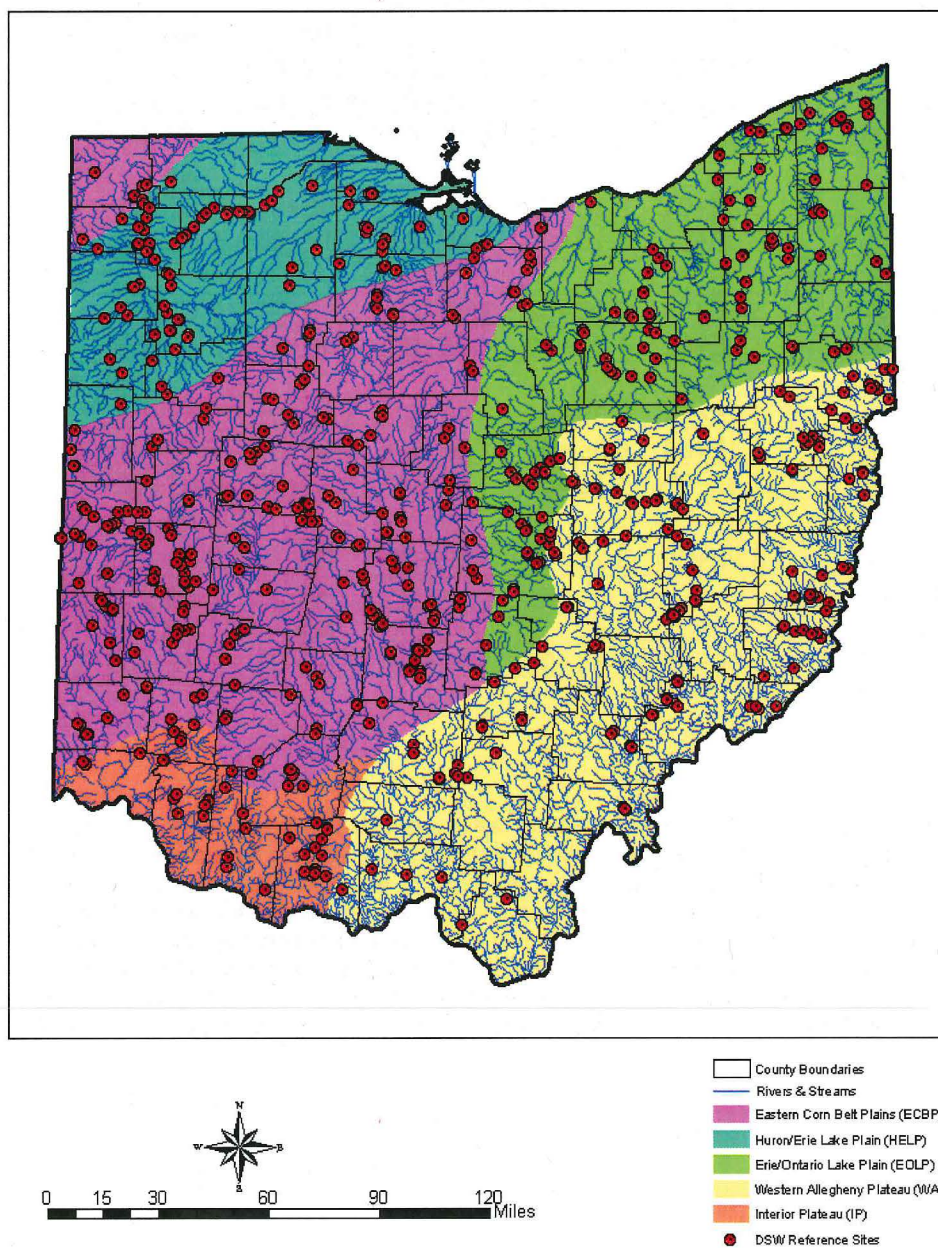 County Boundaries
Rivers & Streams
Eastern Corn Belt Plains (ECBP
Huron/Erie Lake Plain (HELP)
Erie/Ontario Lake Plain (EOLP)
Western Allegheny Plateau (WA
Interior Plateau (IP)
DSW Reference Sites
N
W
S
0 15 30 60 90 120
Miles